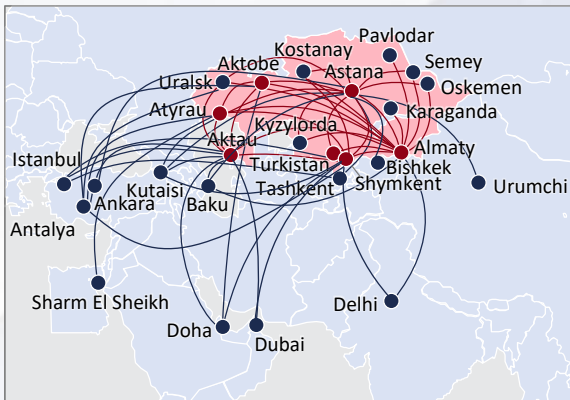 Pavlodar
Kostanay
Aktobe
Astana
Semey
Uralsk
Oskemen
Atyrau
Karaganda
Kyzylorda
Aktau
Almaty
Istanbul
Turkistan
Bishkek
Kutaisi
Tashkent
Shymkent
Urumchi
Ankara
Baku
Antalya
Sharm El Sheikh
Delhi
Doha
Dubai